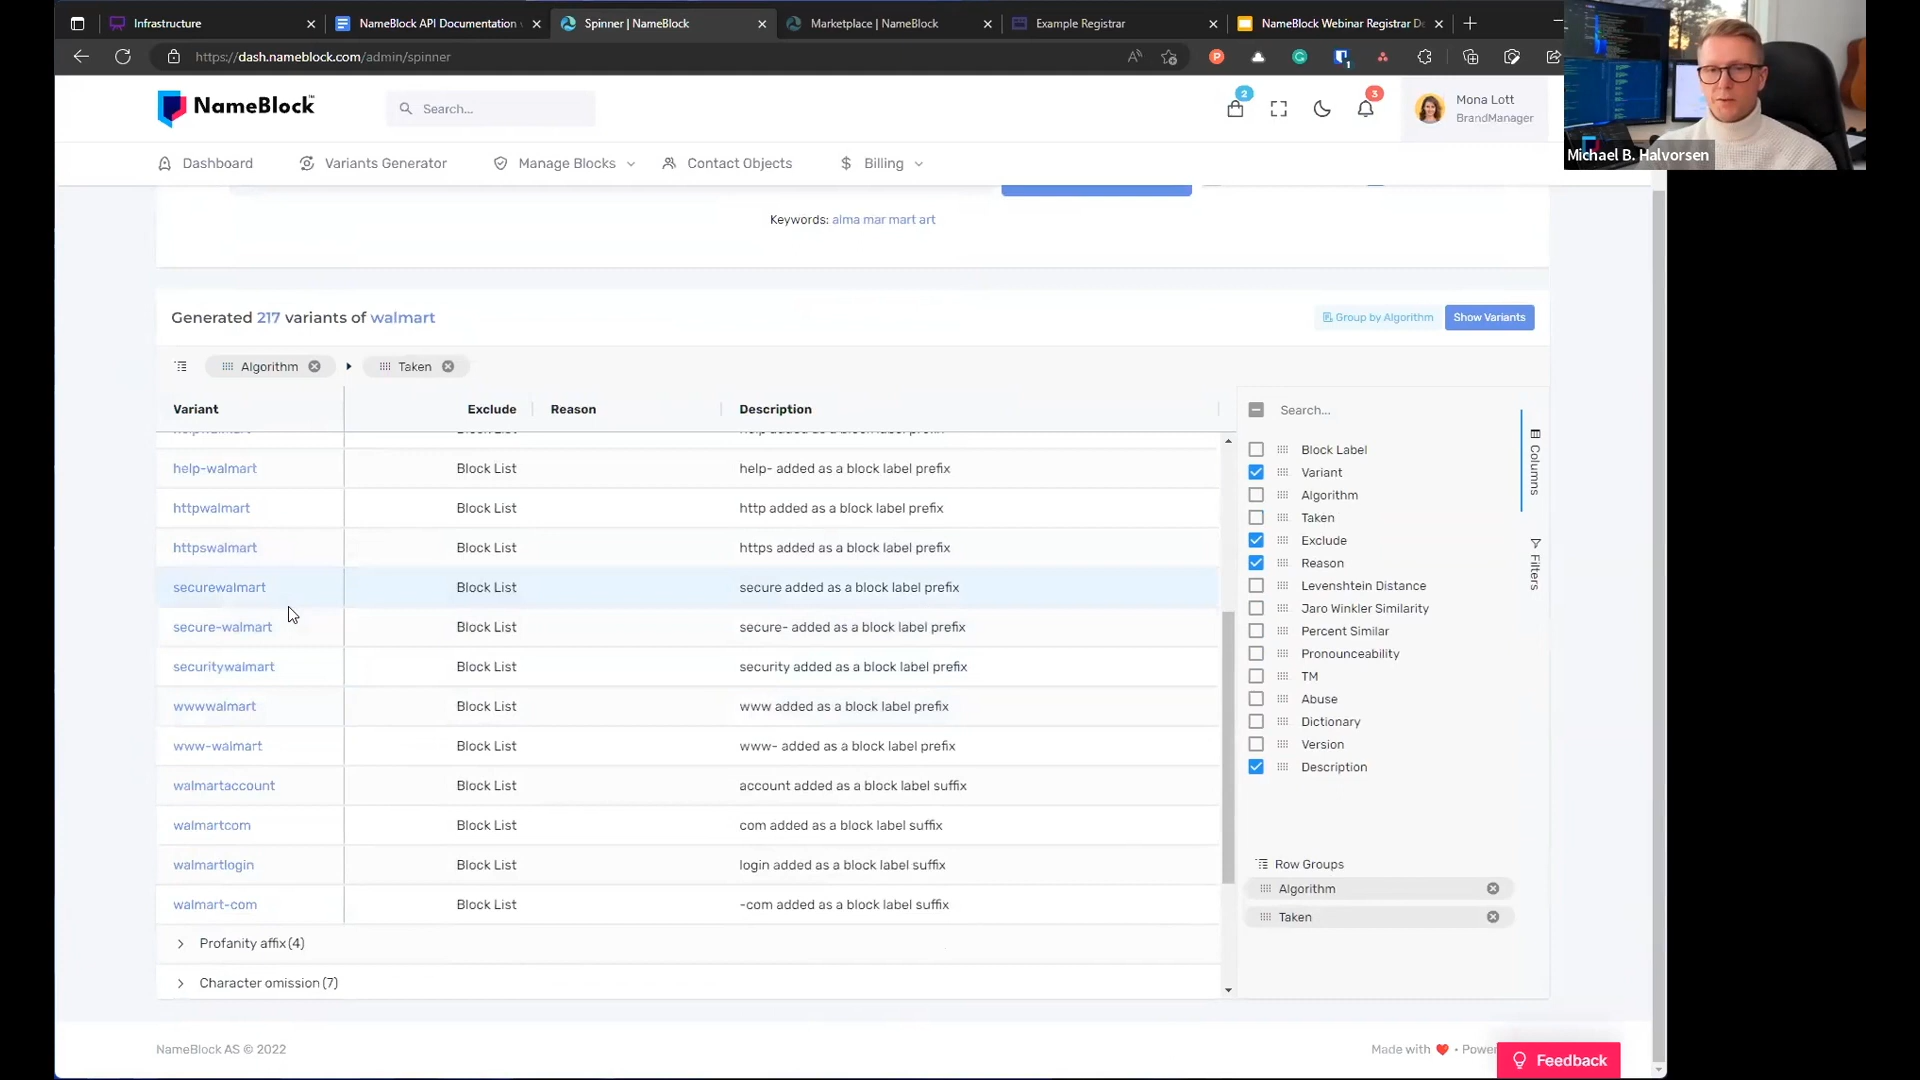 Infrastructure
NameBlock API Documentation
Spinner | NameBlock
Marketplace | NameBlock
Example Registrar
NameBlock Webinar Registrar De
https://dash.nameblock.com/admin/spinner
NameBlock™
Search...
2
3
Mona Lott
BrandManager
Michael B. Halvorsen
Dashboard
Variants Generator
Manage Blocks
Contact Objects
Billing
Keywords: alma mar mart art
Generated 217 variants of walmart
Group by Algorithm
Show Variants
Algorithm
Taken
Variant
Exclude
Reason
Description
help-walmart
Block List
help- added as a block label prefix
httpwalmart
Block List
http added as a block label prefix
httpswalmart
Block List
https added as a block label prefix
securewalmart
Block List
secure added as a block label prefix
secure-walmart
Block List
secure- added as a block label prefix
securitywalmart
Block List
security added as a block label prefix
wwwwalmart
Block List
www added as a block label prefix
www-walmart
Block List
www- added as a block label prefix
walmartaccount
Block List
account added as a block label suffix
walmartcom
Block List
com added as a block label suffix
walmartlogin
Block List
login added as a block label suffix
walmart-com
Block List
-com added as a block label suffix
Profanity affix (4)
Character omission (7)
Search...
Block Label
Variant
Algorithm
Taken
Exclude
Reason
Levenshtein Distance
Jaro Winkler Similarity
Percent Similar
Pronounceability
TM
Abuse
Dictionary
Version
Description
Columns
Filters
Row Groups
Algorithm
Taken
NameBlock AS © 2022
Made with ❤ • Power
Feedback